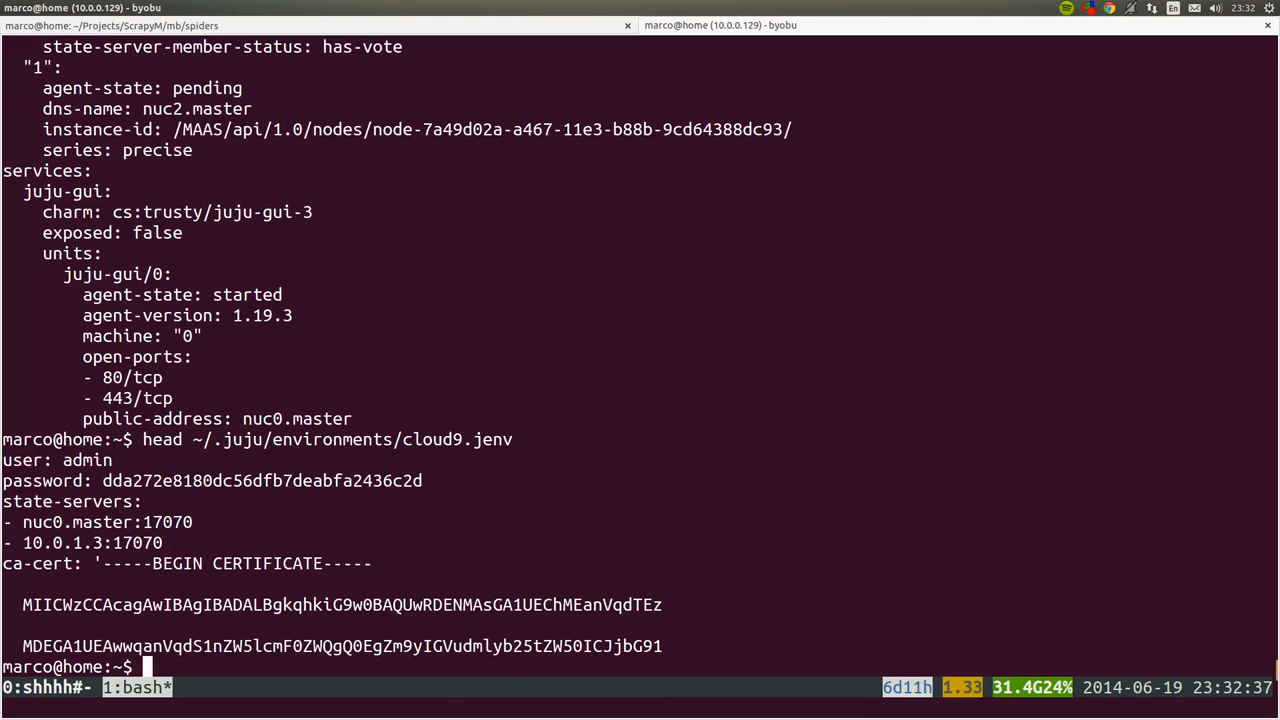 marco@home (10.0.0.129) - byobu
En
23:32
marco@home: ~/Projects/ScrapyM/mb/spiders
marco@home (10.0.0.129) - byobu
state-server-member-status: has-vote
"1":
agent-state: pending
dns-name: nuc2.master
instance-id: /MAAS/api/1.0/nodes/node-7a49d02a-a467-11e3-b88b-9cd64388dc93/
series: precise
services:
juju-gui:
charm: cs:trusty/juju-gui-3
exposed: false
units:
juju-gui/0:
agent-state: started
agent-version: 1.19.3
machine: "0"
open-ports:
- 80/tcp
- 443/tcp
public-address: nuc0.master
marco@home:~$ head ~/.juju/environments/cloud9.jenv
user: admin
password: dda272e8180dc56dfb7deabfa2436c2d
state-servers:
- nuc0.master:17070
- 10.0.1.3:17070
ca-cert: '-----BEGIN CERTIFICATE-----
MIICWzCCAcagAwIBAgIBADALBgkqhkiG9w0BAQUwRDENMAsGA1UEChMEanVqdTEz
MDEGA1UEAwwqanVqdS1nZW5lcmF0ZWQgQ0EgZm9yIGVudmlyb25tZW50ICJjbG91
marco@home:~$
0:shhhh#- 1:bash* 6d11h 1.33 31.4G24% 2014-06-19 23:32:37